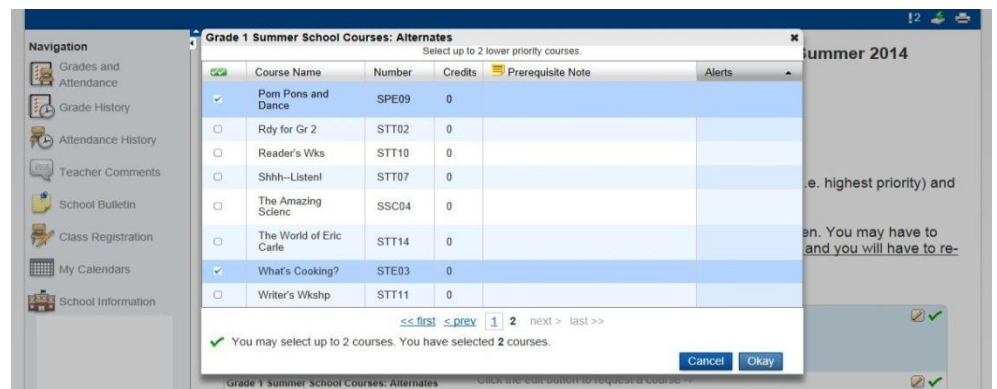 !2
Navigation
Grades and
Attendance
Grade History
Attendance History
Teacher Comments
School Bulletin
Class Registration
My Calendars
School Information
Grade 1 Summer School Courses: Alternates
Select up to 2 lower priority courses.
Course Name Number Credits Prerequisite Note Alerts
Pom Pons and
Dance SPE09 0
Rdy for Gr 2 STT02 0
Reader's Wks STT10 0
Shhh--Listen! STT07 0
The Amazing
Scienc SSC04 0
The World of Eric
Carle STT14 0
What's Cooking? STE03 0
Writer's Wkshp STT11 0
<< first < prev 1 2 next > last >>
You may select up to 2 courses. You have selected 2 courses.
Cancel Okay
Summer 2014
.e. highest priority) and
en. You may have to
and you will have to re-
Grade 1 Summer School Courses: Alternates Click the edit button to request a course